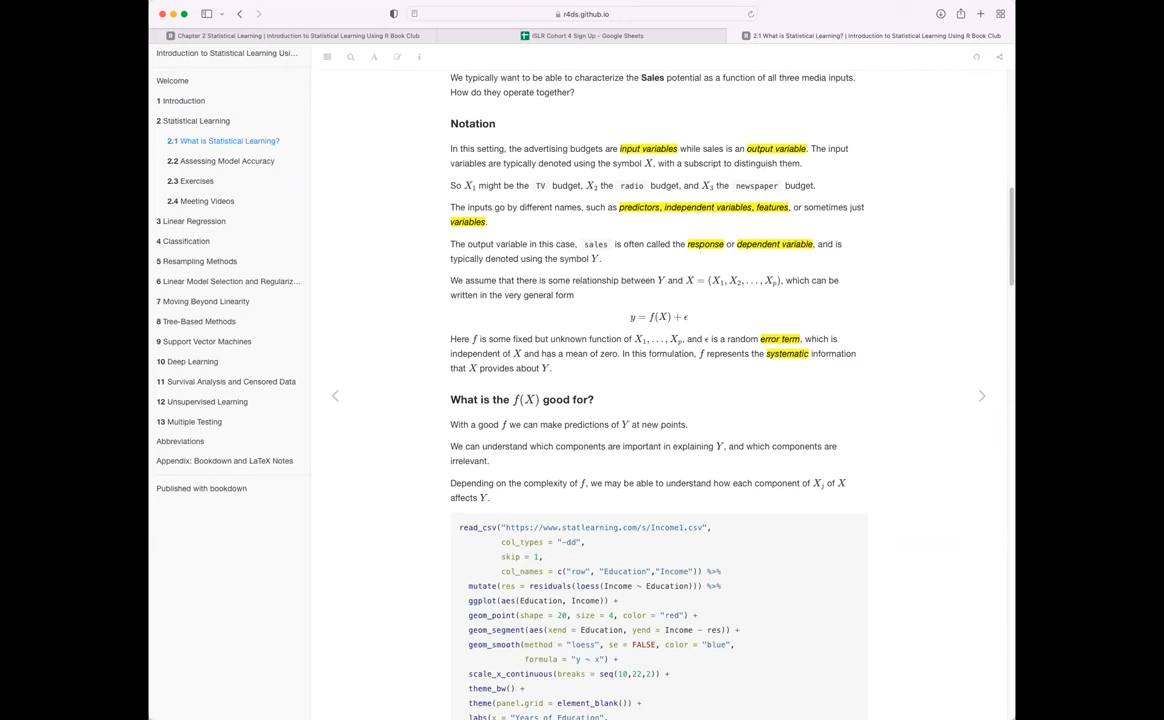 r4ds.github.io
Chapter 2 Statistical Learning | Introduction to Statistical Learning Using R Book Club
ISLR Cohort 4 Sign Up - Google Sheets
2.1 What is Statistical Learning? | Introduction to Statistical Learning Using R Book Club
Introduction to Statistical Learning Usi...
Welcome
1 Introduction
2 Statistical Learning
2.1 What is Statistical Learning?
2.2 Assessing Model Accuracy
2.3 Exercises
2.4 Meeting Videos
3 Linear Regression
4 Classification
5 Resampling Methods
6 Linear Model Selection and Regulariz...
7 Moving Beyond Linearity
8 Tree-Based Methods
9 Support Vector Machines
10 Deep Learning
11 Survival Analysis and Censored Data
12 Unsupervised Learning
13 Multiple Testing
Abbreviations
Appendix: Bookdown and LaTeX Notes
Published with bookdown
We typically want to be able to characterize the Sales potential as a function of all three media inputs.
How do they operate together?
Notation
In this setting, the advertising budgets are input variables while sales is an output variable. The input
variables are typically denoted using the symbol X, with a subscript to distinguish them.
So X₁ might be the TV budget, X₂ the radio budget, and X₃ the newspaper budget.
The inputs go by different names, such as predictors, independent variables, features, or sometimes just
variables.
The output variable in this case, sales is often called the response or dependent variable, and is
typically denoted using the symbol Y.
We assume that there is some relationship between Y and X = (X₁, X₂, . . . , Xₚ), which can be
written in the very general form
y = f(X) + ϵ
Here f is some fixed but unknown function of X₁, . . . , Xₚ, and ϵ is a random error term, which is
independent of X and has a mean of zero. In this formulation, f represents the systematic information
that X provides about Y.
What is the f(X) good for?
With a good f we can make predictions of Y at new points.
We can understand which components are important in explaining Y, and which components are
irrelevant.
Depending on the complexity of f, we may be able to understand how each component of Xⱼ of X
affects Y.
read_csv("https://www.statlearning.com/s/Income1.csv",
col_types = "-dd",
skip = 1,
col_names = c("row", "Education","Income")) %>%
mutate(res = residuals(loess(Income ~ Education))) %>%
ggplot(aes(Education, Income)) +
geom_point(shape = 20, size = 4, color = "red") +
geom_segment(aes(xend = Education, yend = Income - res)) +
geom_smooth(method = "loess", se = FALSE, color = "blue",
formula = "y ~ x") +
scale_x_continuous(breaks = seq(10,22,2)) +
theme_bw() +
theme(panel.grid = element_blank()) +
labs(x = "Years of Education",